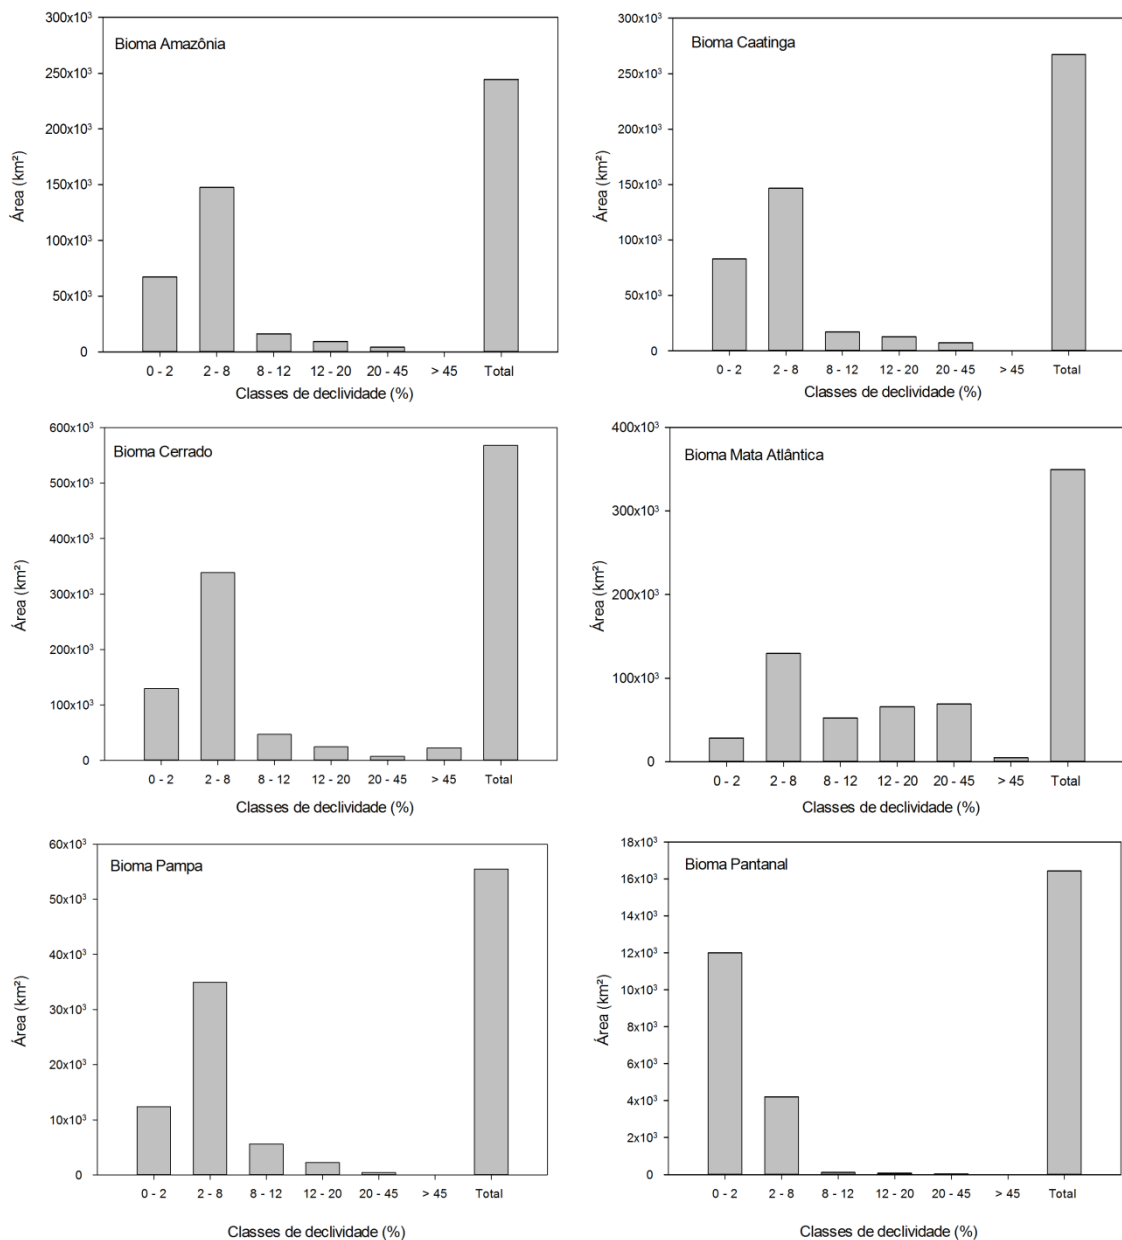 Bioma Amazônia
Área (km²)
300x10³
250x10³
200x10³
150x10³
100x10³
50x10³
0
0 - 2 2 - 8 8 - 12 12 - 20 20 - 45 > 45 Total
Classes de declividade (%)
Bioma Caatinga
Área (km²)
300x10³
250x10³
200x10³
150x10³
100x10³
50x10³
0
0 - 2 2 - 8 8 - 12 12 - 20 20 - 45 > 45 Total
Classes de declividade (%)
Bioma Cerrado
Área (km²)
600x10³
500x10³
400x10³
300x10³
200x10³
100x10³
0
0 - 2 2 - 8 8 - 12 12 - 20 20 - 45 > 45 Total
Classes de declividade (%)
Bioma Mata Atlântica
Área (km²)
400x10³
300x10³
200x10³
100x10³
0
0 - 2 2 - 8 8 - 12 12 - 20 20 - 45 > 45 Total
Classes de declividade (%)
Bioma Pampa
Área (km²)
60x10³
50x10³
40x10³
30x10³
20x10³
10x10³
0
0 - 2 2 - 8 8 - 12 12 - 20 20 - 45 > 45 Total
Classes de declividade (%)
Bioma Pantanal
Área (km²)
18x10³
16x10³
14x10³
12x10³
10x10³
8x10³
6x10³
4x10³
2x10³
0
0 - 2 2 - 8 8 - 12 12 - 20 20 - 45 > 45 Total
Classes de declividade (%)